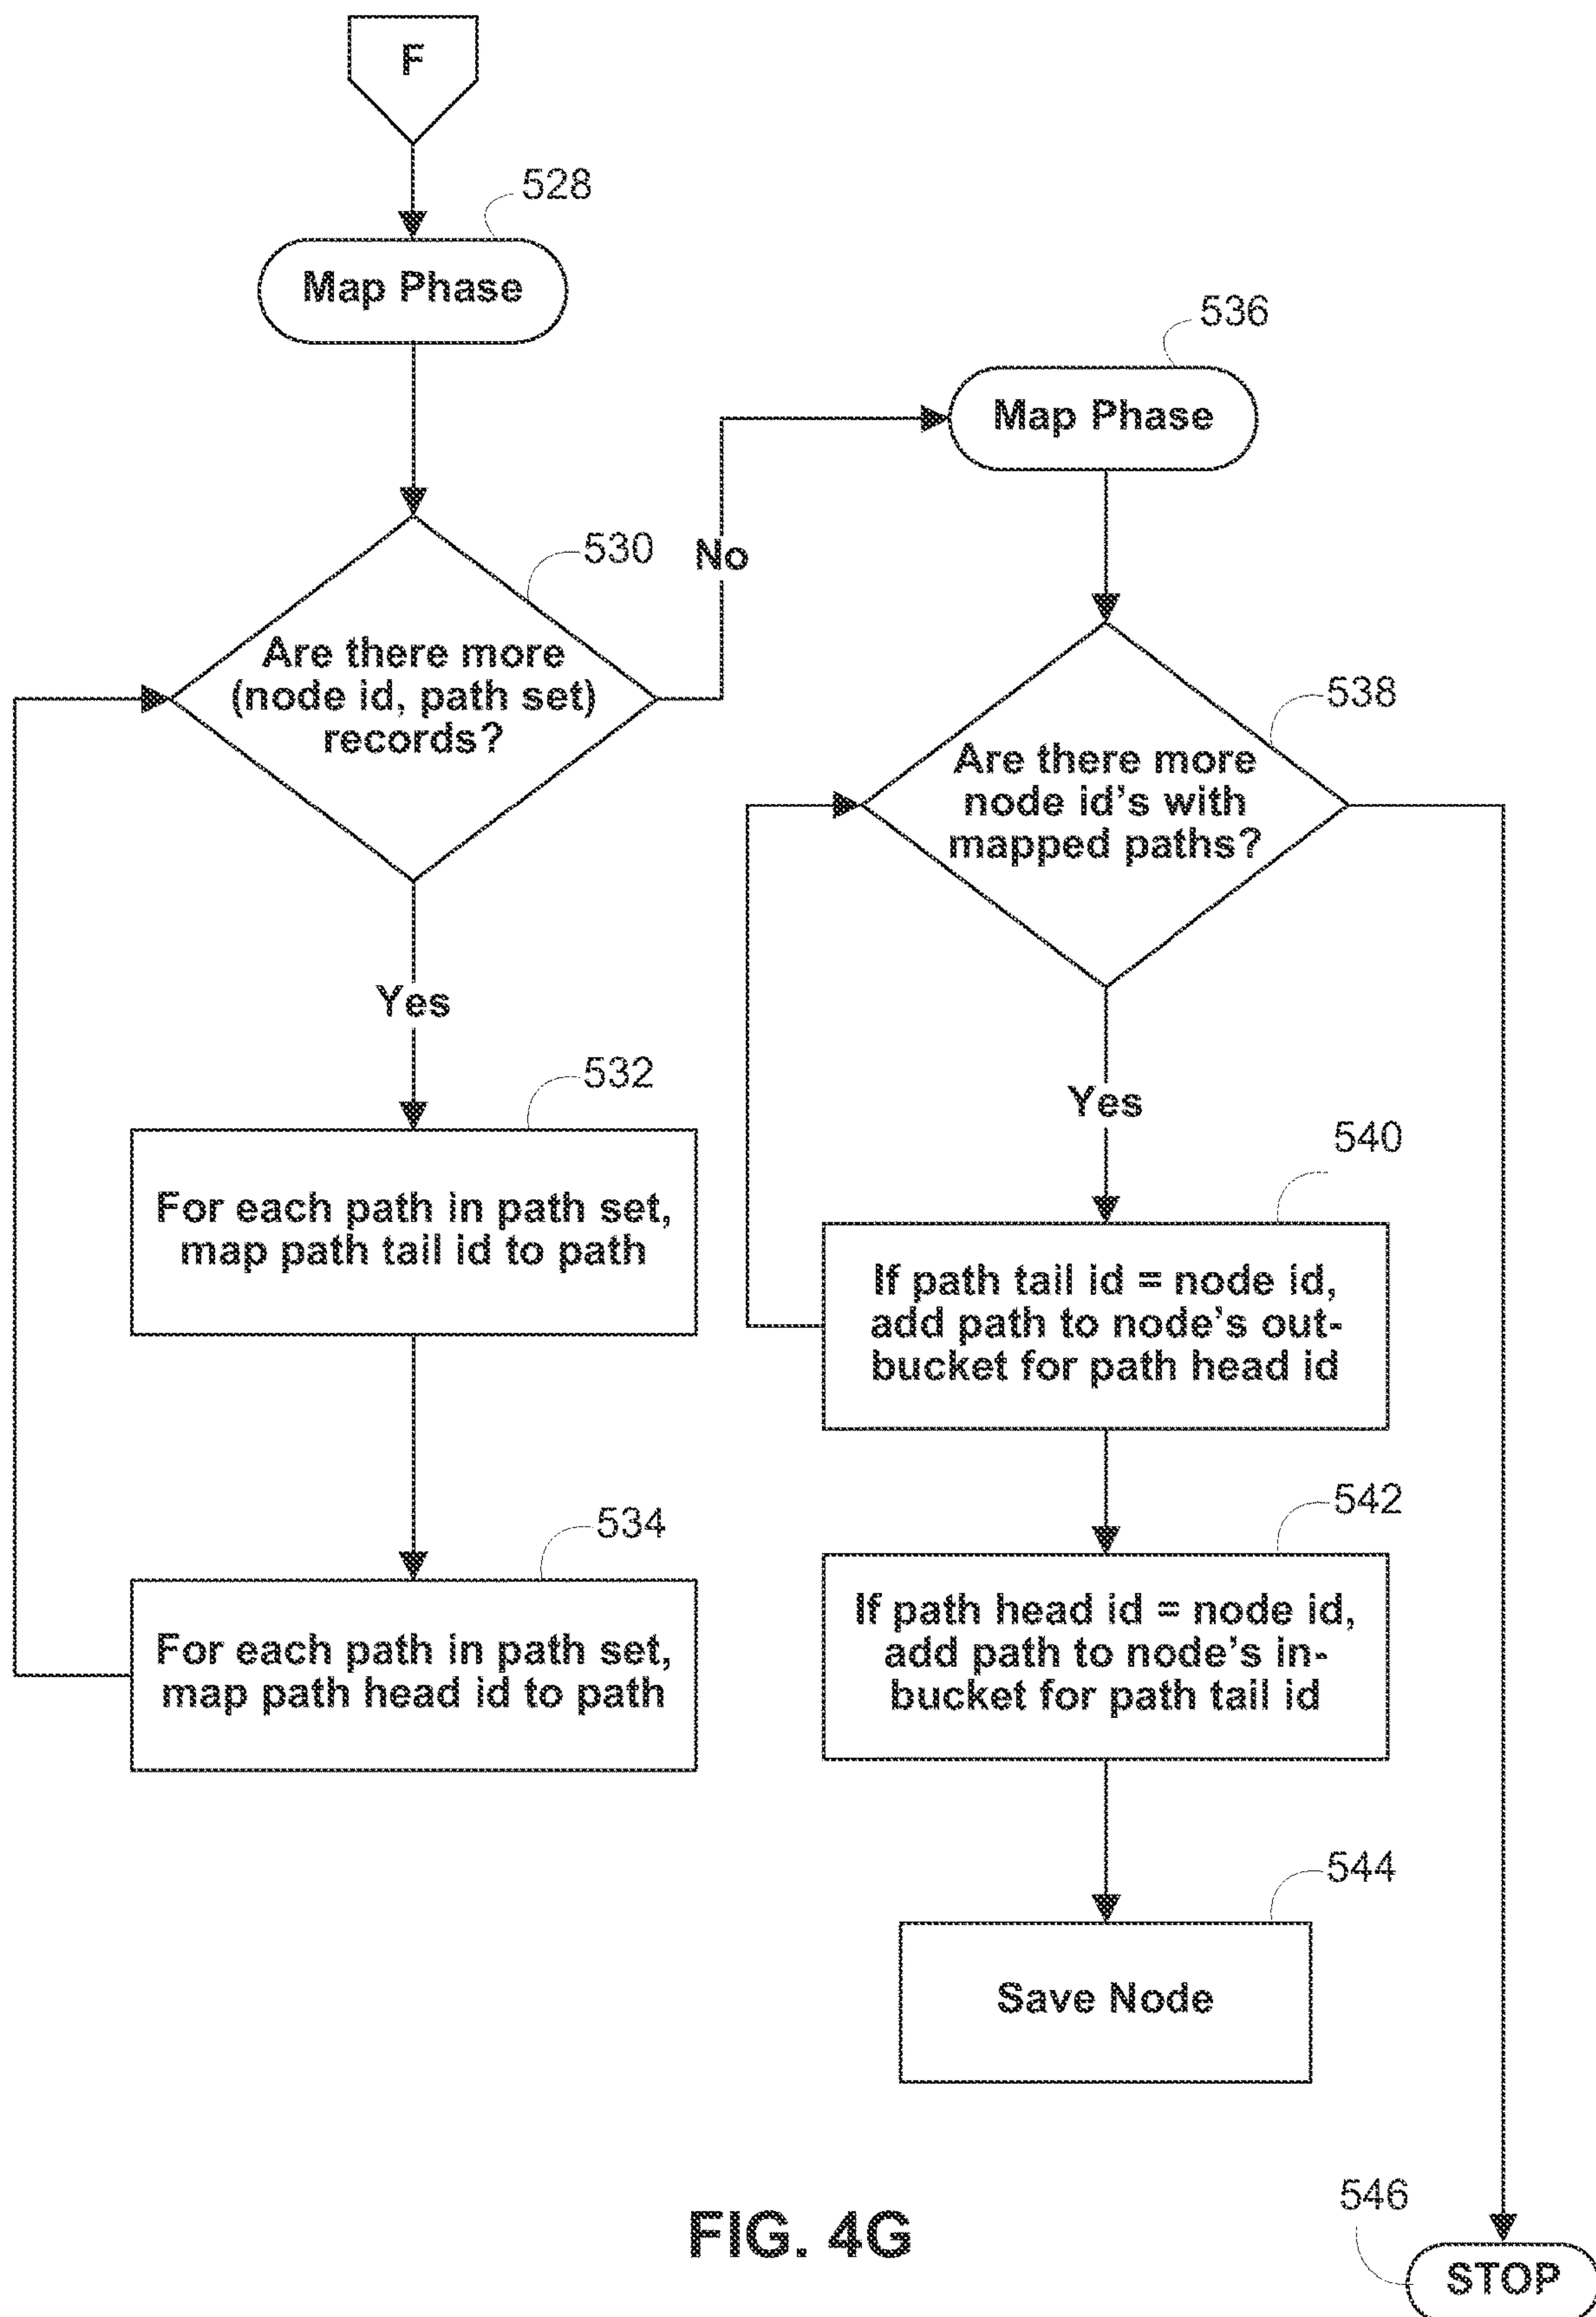 F
528
Map Phase
530
Are there more
(node id, path set)
records?
No
Yes
532
For each path in path set,
map path tail id to path
534
For each path in path set,
map path head id to path
536
Map Phase
538
Are there more
node id's with
mapped paths?
Yes
540
If path tail id = node id,
add path to node's out-
bucket for path head id
542
If path head id = node id,
add path to node's in-
bucket for path tail id
544
Save Node
546
STOP
FIG. 4G